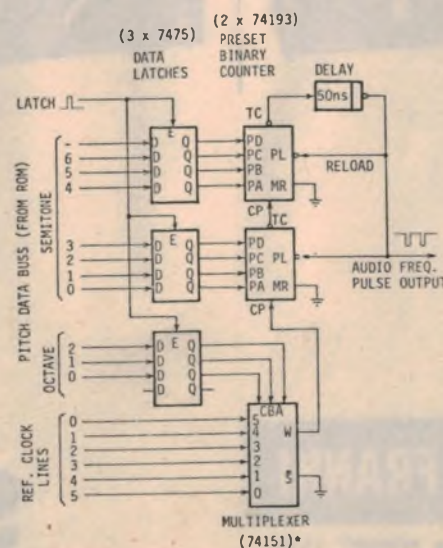 (3 x 7475)
DATA
LATCHES
(2 x 74193)
PRESET
BINARY
COUNTER
DELAY
50ns
LATCH
TC
E
D Q PD
D Q PC PL
D Q PB
D Q PA MR
RELOAD
-
6
5
4
SEMITONE
CP TC
E
D Q PD
D Q PC PL
D Q PB
D Q PA MR
3
2
1
0
PITCH DATA BUSS (FROM ROM)
AUDIO FREQ.
PULSE OUTPUT
CP
E
D Q
D Q
D Q
D Q
2
1
0
OCTAVE
CBA
5
4 W
3
2
1 S
0
0
1
2
3
4
5
REF. CLOCK
LINES
MULTIPLEXER
(74151)*